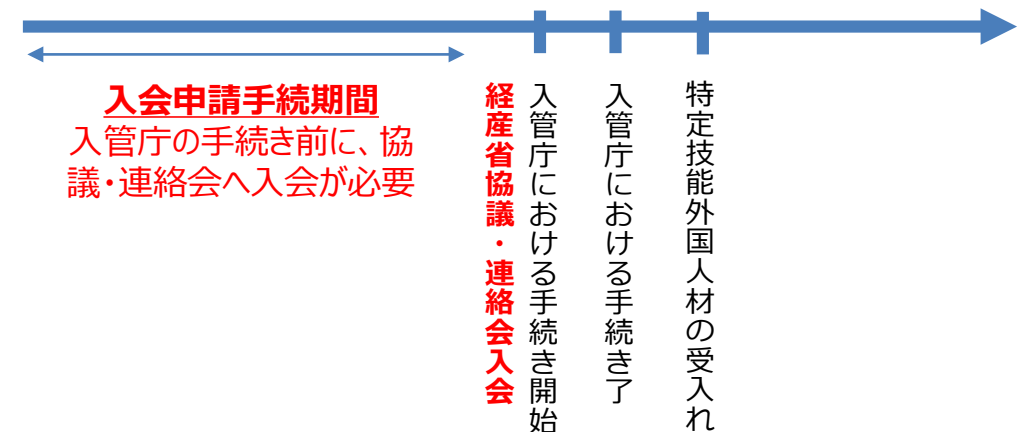 入会申請手続期間
入管庁の手続き前に、協
議・連絡会へ入会が必要
経産省協議・連絡会入会
入管庁における手続き開始
入管庁における手続き了
特定技能外国人材の受入れ